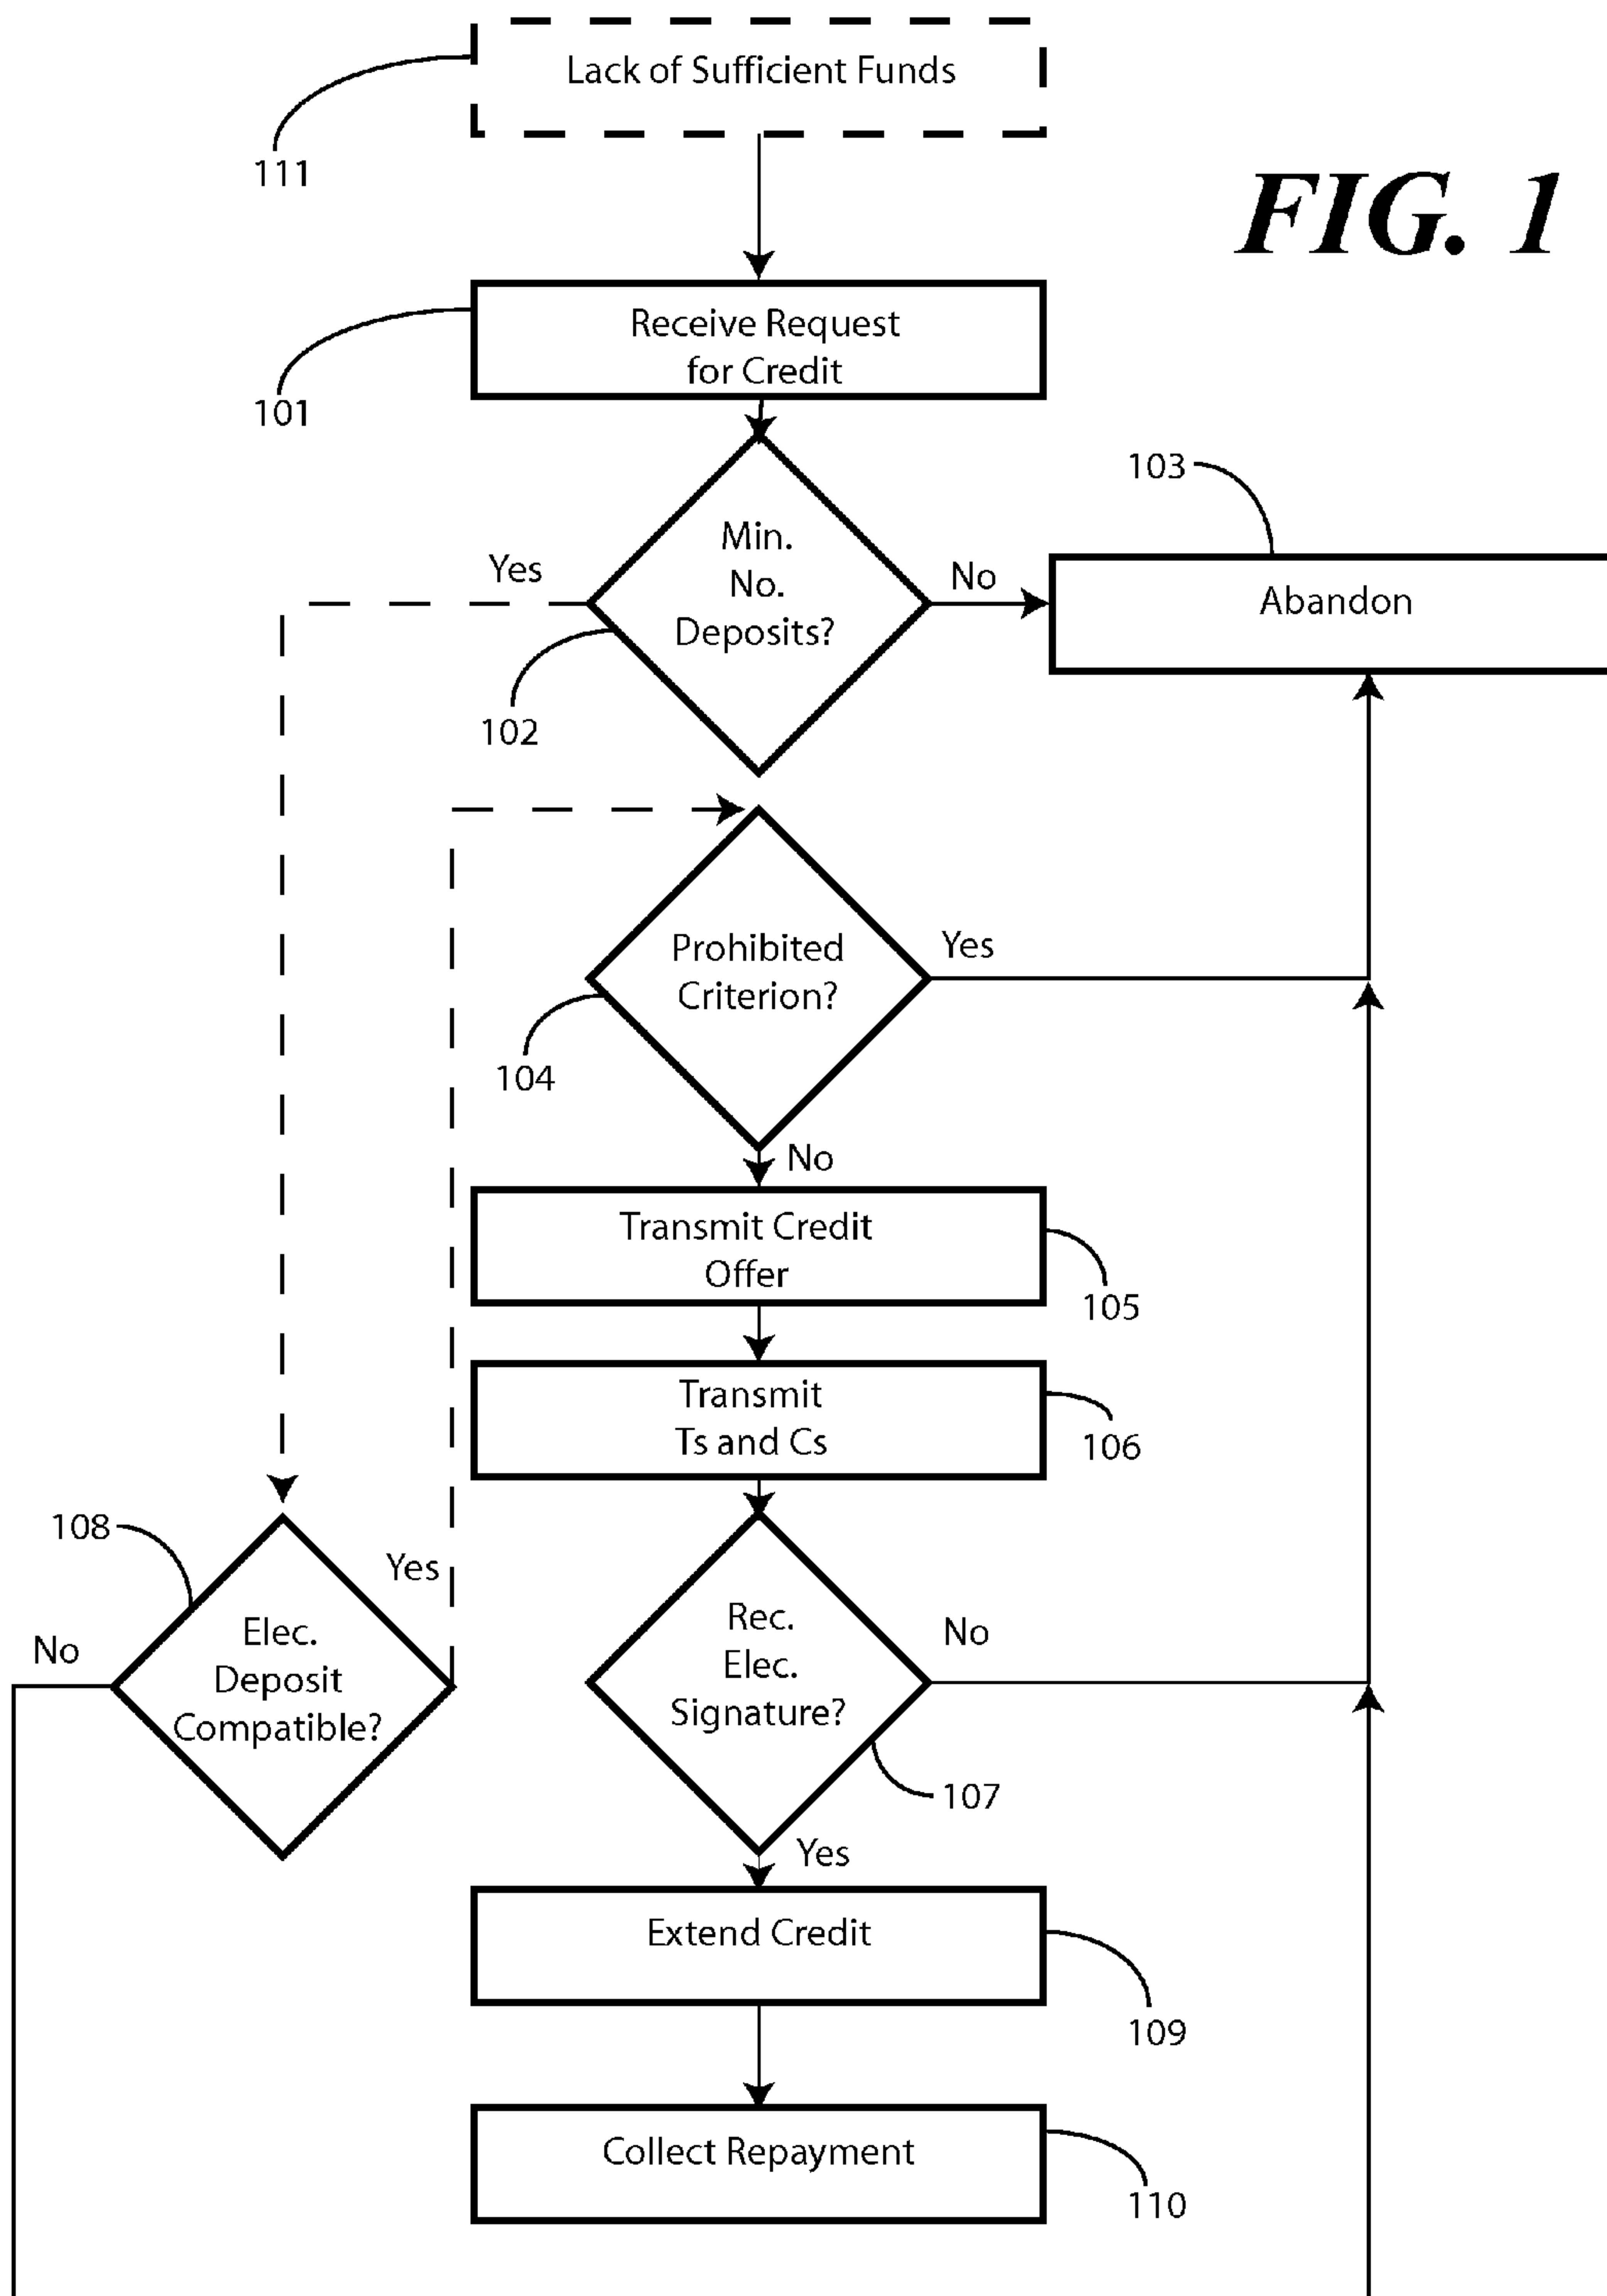 Lack of Sufficient Funds
111
FIG. 1
Receive Request
for Credit
101
103
Min.
No.
Deposits?
Yes
No
Abandon
102
Prohibited
Criterion?
Yes
104
No
Transmit Credit
Offer
105
Transmit
Ts and Cs
106
108
Yes
Elec.
Deposit
Compatible?
No
Rec.
Elec.
Signature?
No
107
Yes
Extend Credit
109
Collect Repayment
110